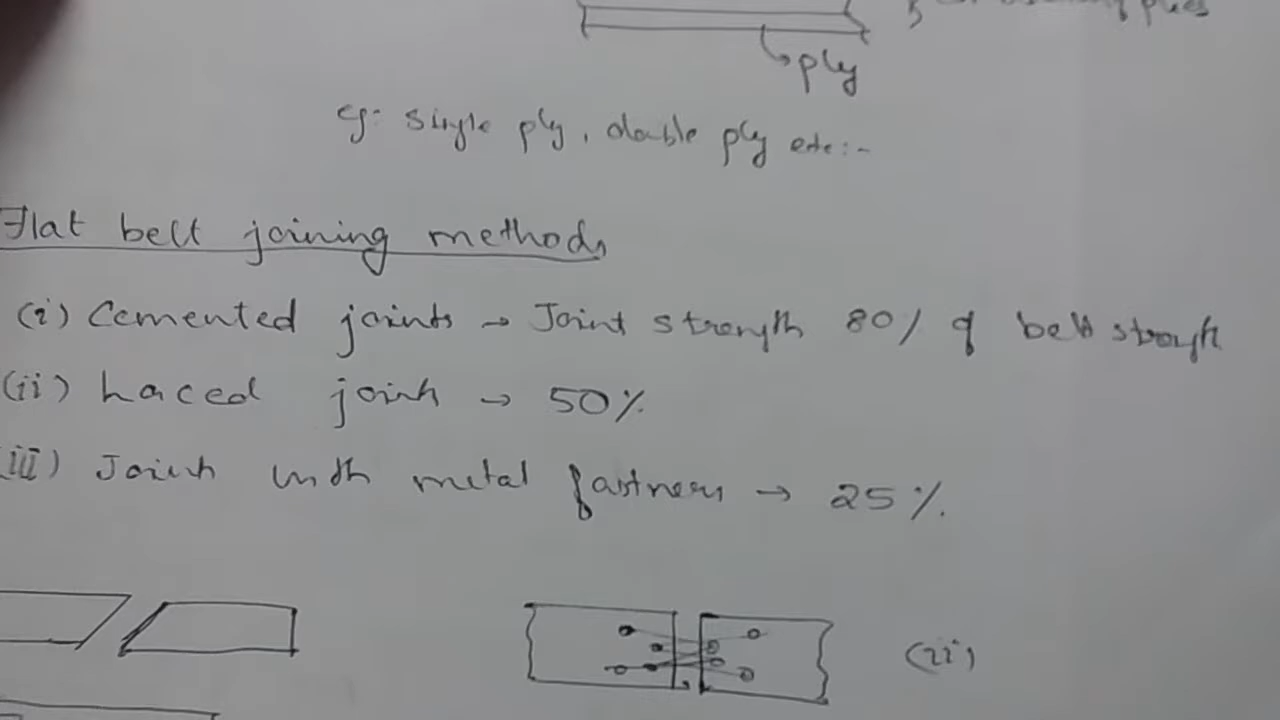 plies
ply
eg: single ply, double ply etc:-
Flat belt joining methods
(i) Cemented joints → Joint strength 80% of belt strength
(ii) Laced joint → 50%
(iii) Joint with metal fastners → 25%.
(ii)